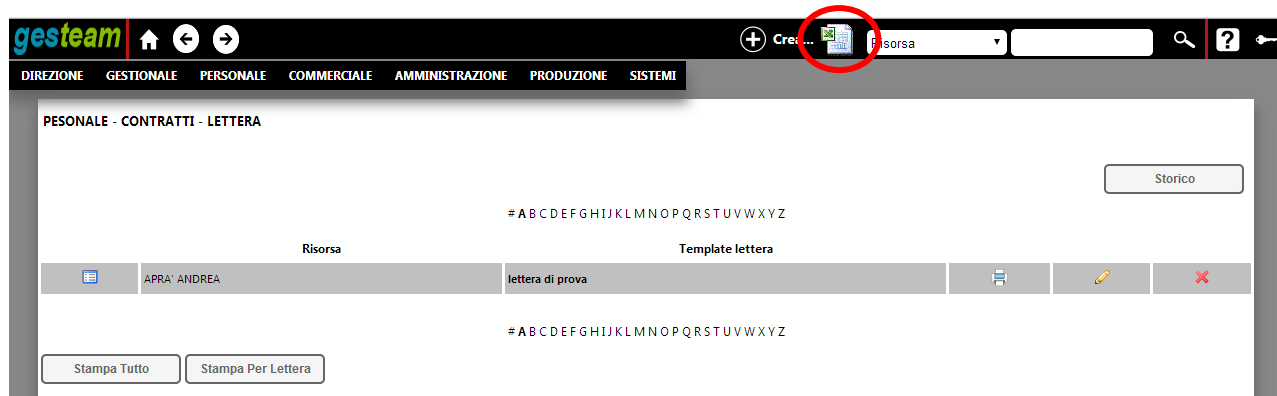 gesteam Crea... Risorsa ?
DIREZIONE GESTIONALE PERSONALE COMMERCIALE AMMINISTRAZIONE PRODUZIONE SISTEMI
PESONALE - CONTRATTI - LETTERA
Storico
# A B C D E F G H I J K L M N O P Q R S T U V W X Y Z
Risorsa Template lettera
APRA' ANDREA lettera di prova
# A B C D E F G H I J K L M N O P Q R S T U V W X Y Z
Stampa Tutto Stampa Per Lettera